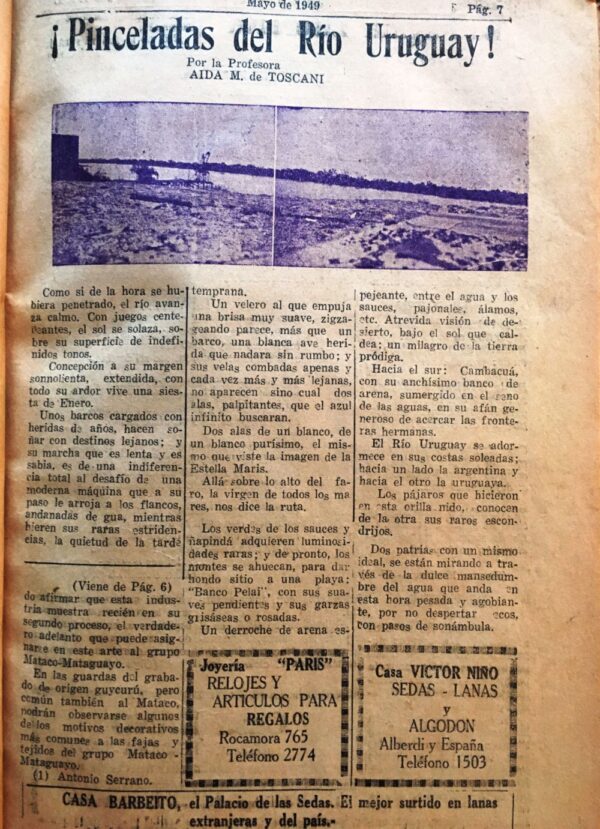 Mayo de 1949
Pág. 7
¡Pinceladas del Río Uruguay!
Por la Profesora
AIDA M. de TOSCANI
Como si de la hora se hu-
biera penetrado, el río avan-
za calmo. Con juegos cente-
lleantes, el sol se solaza, so-
bre su superficie de indefi-
nidos tonos.
Concepción a su margen
sonnolienta, extendida, con
todo su ardor vive una sies-
ta de Enero.
Unos barcos cargados con
heridas de años, hacen so-
ñar con destinos lejanos; y
su marcha que es lenta y es
sabia, es de una indiferen-
cia total al desafío de una
moderna máquina que a su
paso le arroja a los flancos,
andanadas de gua, mientras
hieren sus raras estriden-
cias, la quietud de la tarde
(Viene de Pág. 6)
do afirmar que esta indus-
tria muestra recién en su
segundo proceso, el verdade-
ro adelanto que puede asig-
narse en este arte al grupo
Mataco-Mataguayo.
En las guardas del graba-
do de origen guycurú, pero
común también al Mataco,
podrán observarse algunos
de los motivos decorativos
más comunes a las fajas y
tejidos del grupo Mataco -
Mataguayo.
(1) Antonio Serrano.
temprana.
Un velero al que empuja
una brisa muy suave, zigza-
geando parece, más que un
barco, una blanca ave heri-
da que nadara sin rumbo; y
sus velas combadas apenas y
cada vez más y más lejanas,
no aparecen sino cual dos
alas, palpitantes, que el azul
infinito buscaran.
Dos alas de un blanco, de
un blanco purísimo, el mis-
mo que viste la imagen de la
Estella Maris.
Allá sobre lo alto del fa-
ro, la virgen de todos los ma
res, nos dice la ruta.
Los verdes de los sauces y
ñapindá adquieren luminosi-
dades raras; y de pronto, los
montes se ahuecan, para dar
hondo sitio a una playa:
"Banco Pelai", con sus sua-
ves pendientes y sus garzas
grisáseas o rosadas.
Un derroche de arena es-
pejeante, entre el agua y los
sauces, pajonales, álamos,
etc. Atrevida visión de de-
sierto, bajo el sol que cal-
dea; un milagro de la tierra
pródiga.
Hacia el sur: Cambacuá,
con su anchísimo banco de
arena, sumergido en el seno
de las aguas, en su afán ge-
neroso de acercar las fronte-
ras hermanas.
El Río Uruguay se ador-
mece en sus costas soleadas;
hacia un lado la argentina y
hacia el otro la uruguaya.
Los pájaros que hicieron
en esta orilla nido, conocen
de la otra sus raros escon-
drijos.
Dos patrias con un mismo
ideal, se están mirando a tra-
vés de la dulce mansedum-
bre del agua que anda en
esta hora pesada y agobian-
te, por no despertar ecos,
con pasos de sonámbula.
Joyería "PARIS"
RELOJES Y
ARTICULOS PARA
REGALOS
Rocamora 765
Teléfono 2774
Casa VICTOR NIÑO
SEDAS - LANAS
y
ALGODON
Alberdi y España
Teléfono 1503
CASA BARBEITO, el Palacio de las Sedas. El mejor surtido en lanas
extranjeras y del país.-